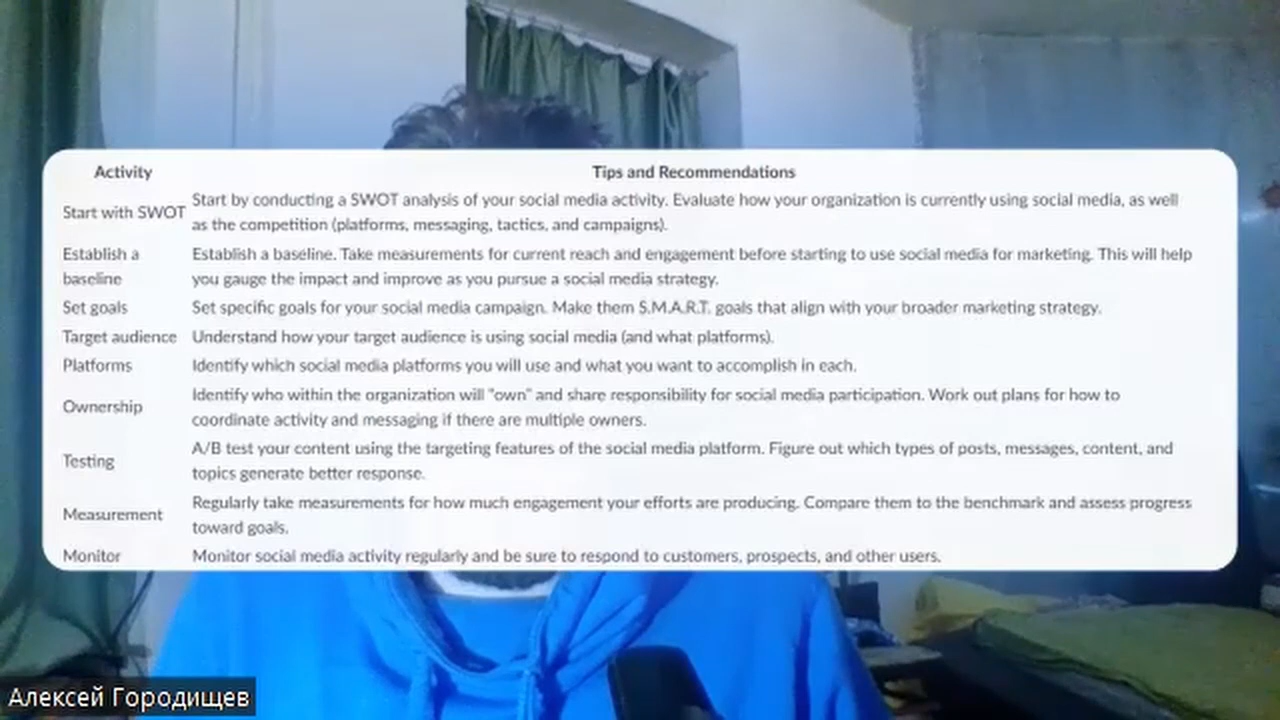 Activity Tips and Recommendations
Start with SWOT Start by conducting a SWOT analysis of your social media activity. Evaluate how your organization is currently using social media, as well
as the competition (platforms, messaging, tactics, and campaigns).
Establish a Establish a baseline. Take measurements for current reach and engagement before starting to use social media for marketing. This will help
baseline you gauge the impact and improve as you pursue a social media strategy.
Set goals Set specific goals for your social media campaign. Make them S.M.A.R.T. goals that align with your broader marketing strategy.
Target audience Understand how your target audience is using social media (and what platforms).
Platforms Identify which social media platforms you will use and what you want to accomplish in each.
Ownership Identify who within the organization will "own" and share responsibility for social media participation. Work out plans for how to
coordinate activity and messaging if there are multiple owners.
Testing A/B test your content using the targeting features of the social media platform. Figure out which types of posts, messages, content, and
topics generate better response.
Measurement Regularly take measurements for how much engagement your efforts are producing. Compare them to the benchmark and assess progress
toward goals.
Monitor Monitor social media activity regularly and be sure to respond to customers, prospects, and other users.
Алексей Городищев